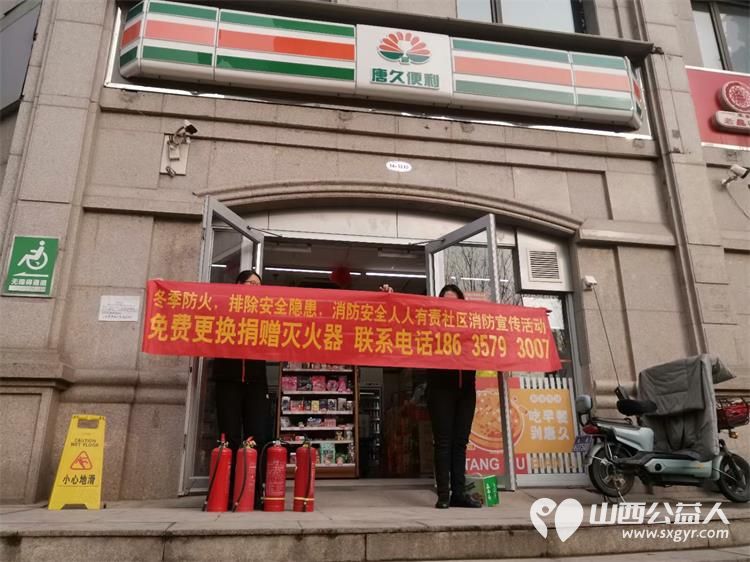 唐久便利
无障碍通道
冬季防火，排除安全隐患，消防安全人人有责社区消防宣传活动
免费更换捐赠灭火器 联系电话186 3579 3007
吃早餐
到唐久
TANG
U
CAUTION
WET FLOOR
小心地滑
山西公益人
www.sxgyr.com